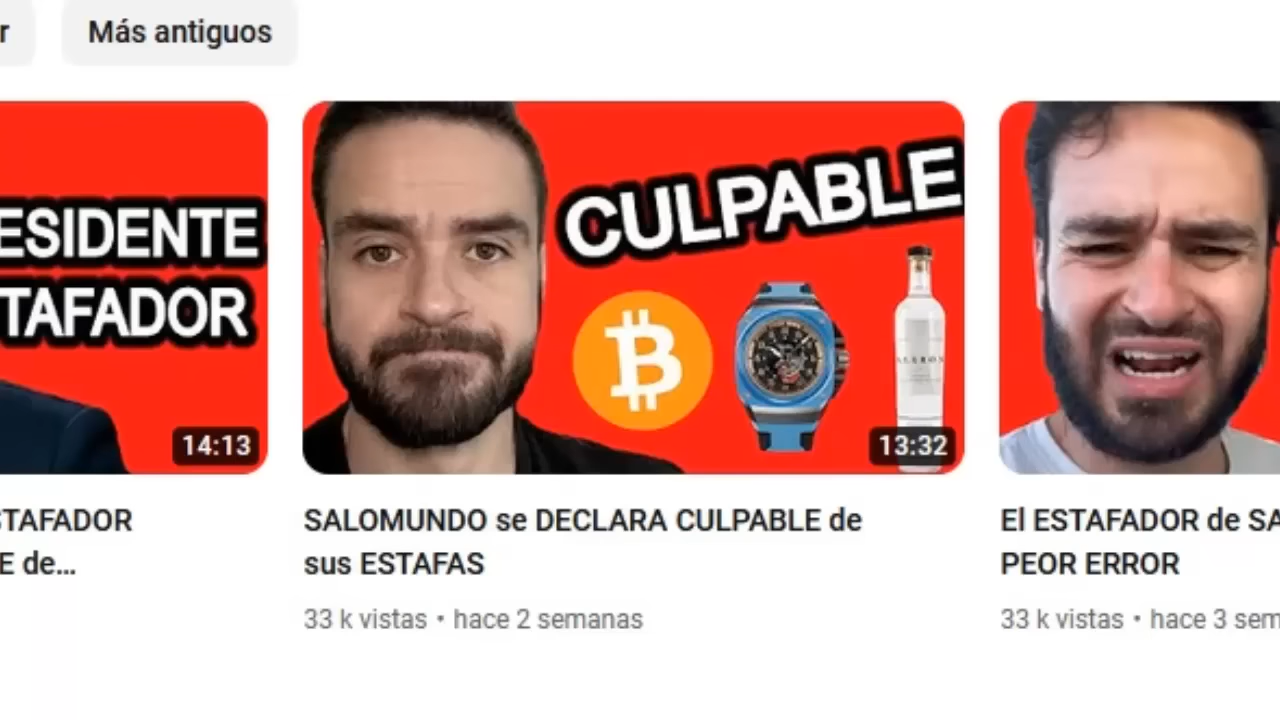 r
Más antiguos
ESIDENTE
TAFADOR
14:13
CULPABLE
13:32
STAFADOR
E de...
SALOMUNDO se DECLARA CULPABLE de
sus ESTAFAS
33 k vistas • hace 2 semanas
El ESTAFADOR de SA
PEOR ERROR
33 k vistas • hace 3 sem